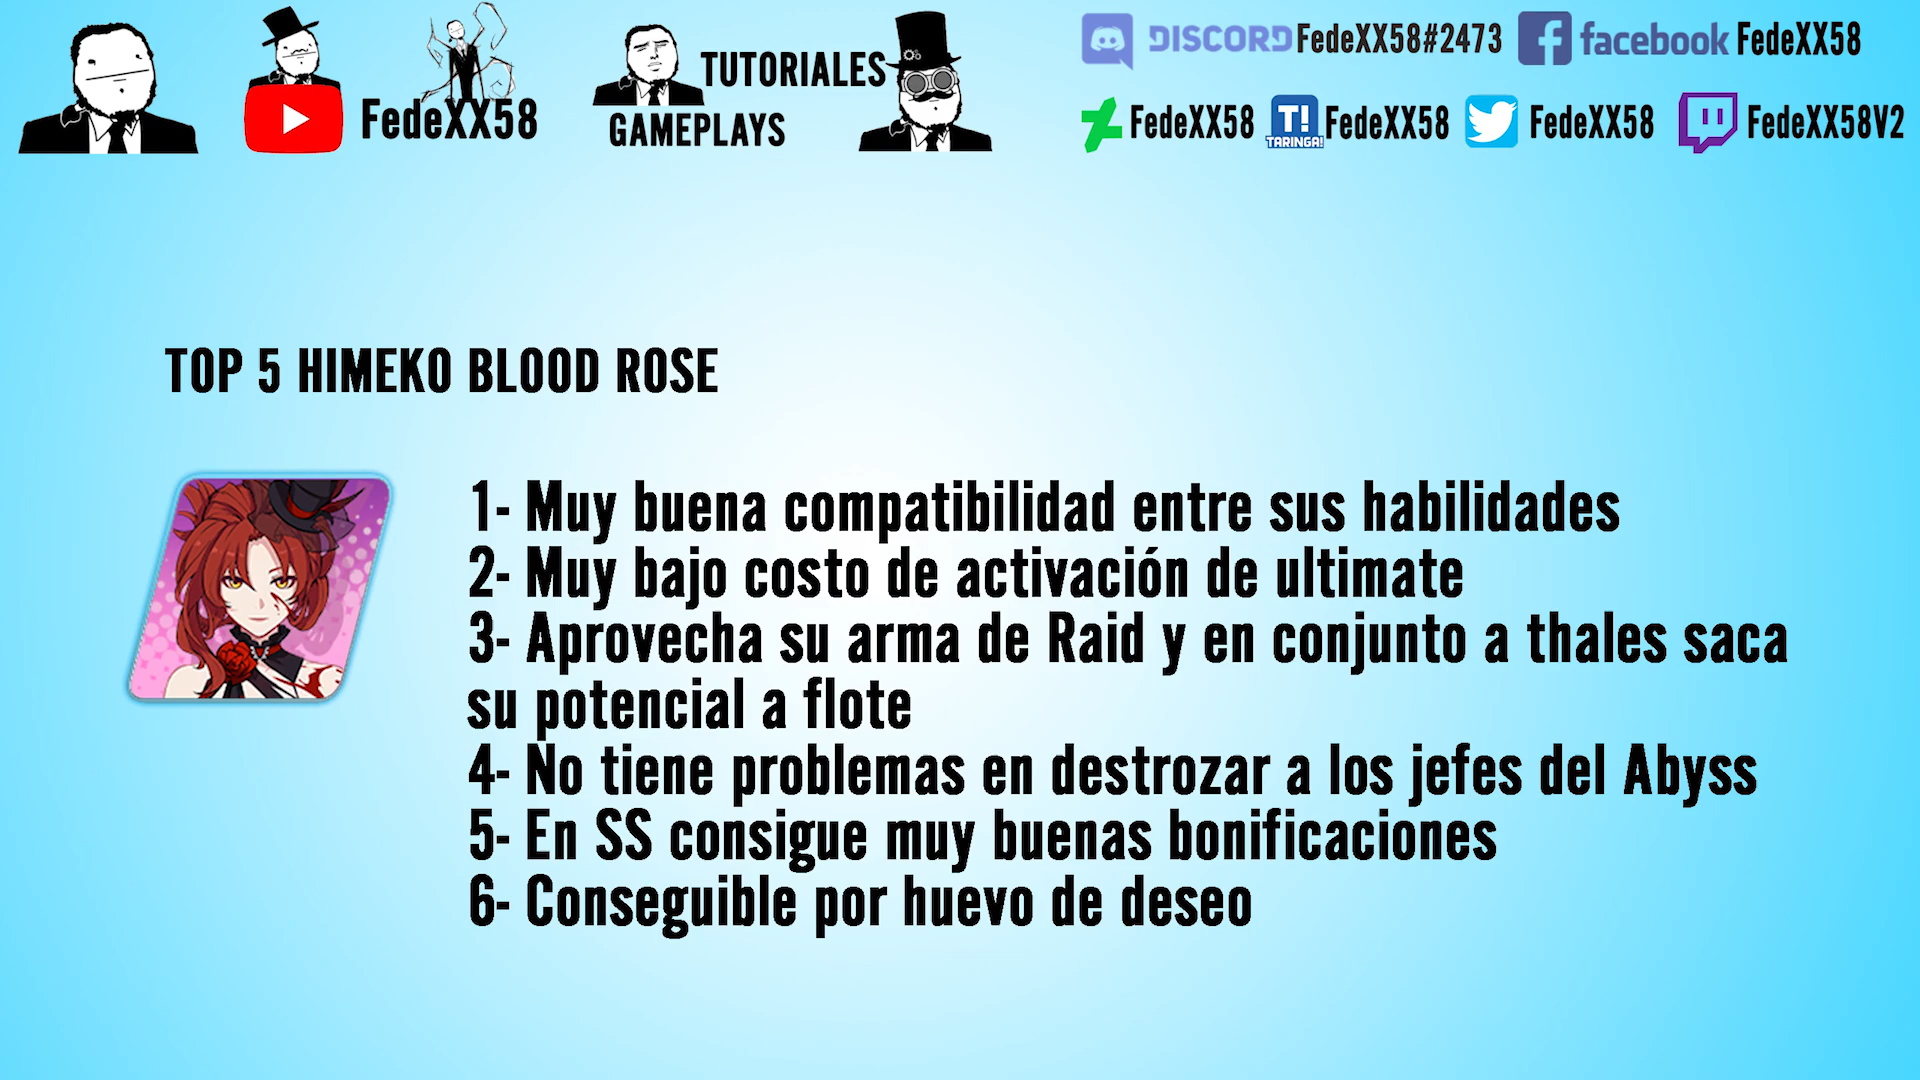 FedeXX58
TUTORIALES
GAMEPLAYS
DISCORD FedeXX58#2473 facebook FedeXX58
FedeXX58 T! TARINGA! FedeXX58 FedeXX58 FedeXX58V2
TOP 5 HIMEKO BLOOD ROSE
1- Muy buena compatibilidad entre sus habilidades
2- Muy bajo costo de activación de ultimate
3- Aprovecha su arma de Raid y en conjunto a thales saca
su potencial a flote
4- No tiene problemas en destrozar a los jefes del Abyss
5- En SS consigue muy buenas bonificaciones
6- Conseguible por huevo de deseo